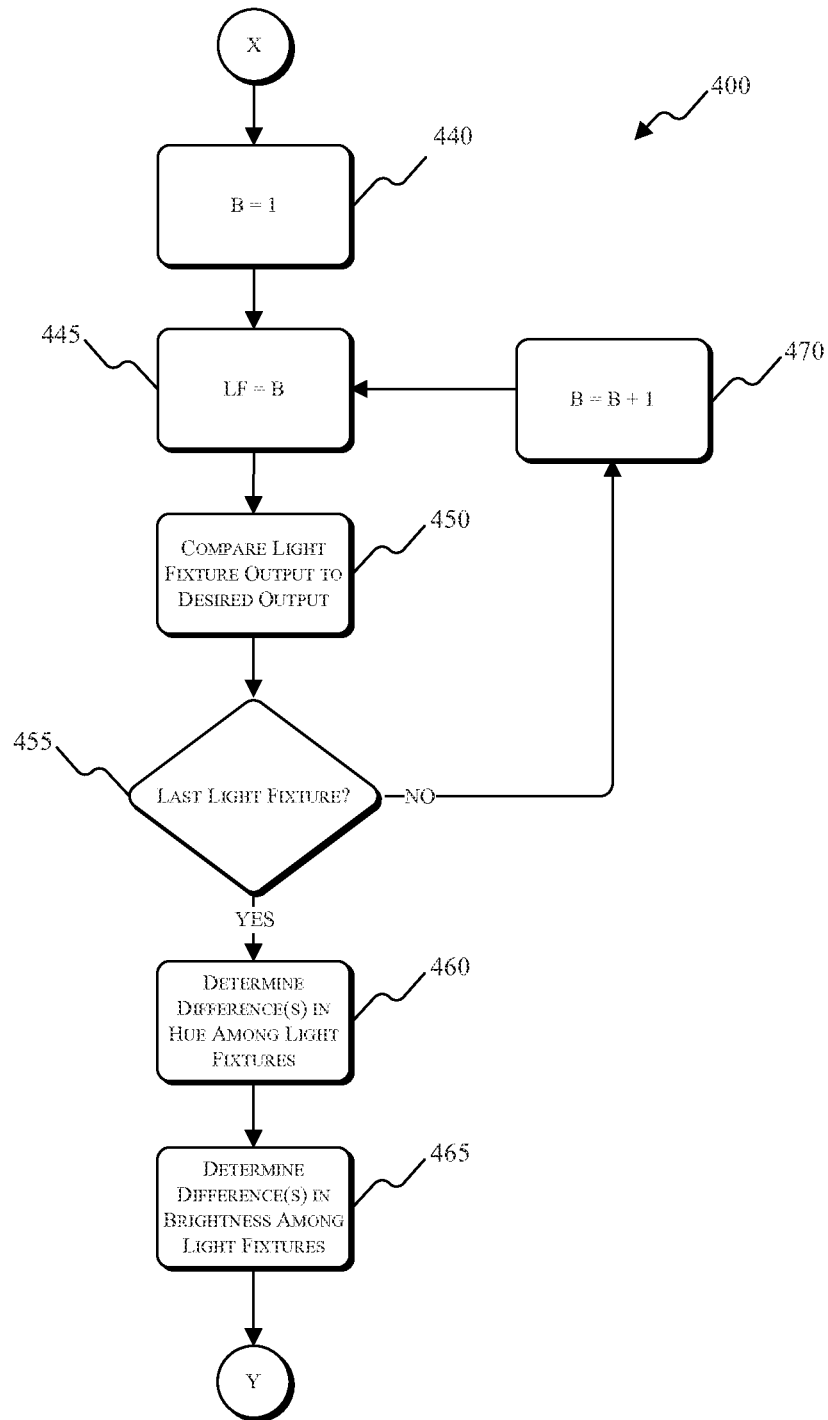 X
400
440
B = 1
445
LF = B
470
B = B + 1
450
COMPARE LIGHT
FIXTURE OUTPUT TO
DESIRED OUTPUT
455
LAST LIGHT FIXTURE?
NO
YES
460
DETERMINE
DIFFERENCE(S) IN
HUE AMONG LIGHT
FIXTURES
465
DETERMINE
DIFFERENCE(S) IN
BRIGHTNESS AMONG
LIGHT FIXTURES
Y